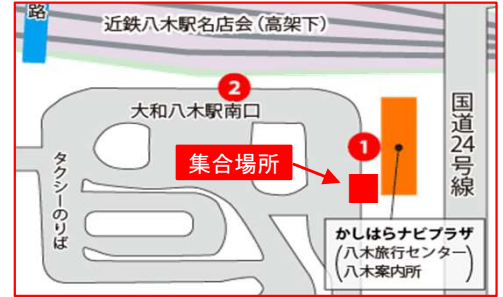 路
近鉄八木駅名店会（高架下）
2
大和八木駅南口
1
国道24号線
集合場所
タクシーのりば
かしはらナビプラザ
（八木旅行センター
八木案内所）